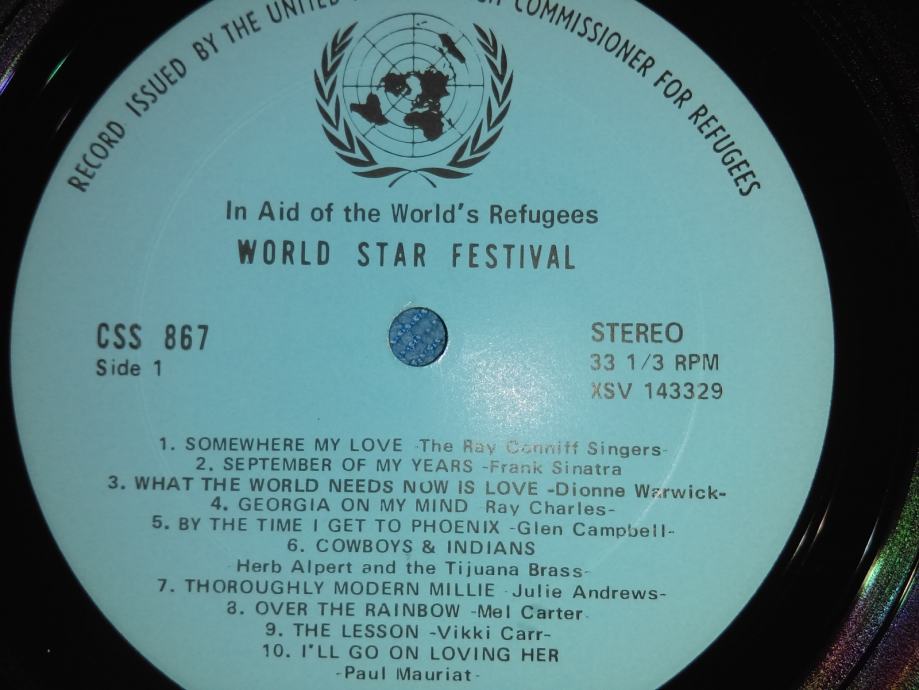 RECORD ISSUED BY THE UNITED COMMISSIONER FOR REFUGEES
In Aid of the World's Refugees
WORLD STAR FESTIVAL
CSS 867
Side 1
STEREO
33 1/3 RPM
XSV 143329
1. SOMEWHERE MY LOVE -The Ray Conniff Singers-
2. SEPTEMBER OF MY YEARS -Frank Sinatra
3. WHAT THE WORLD NEEDS NOW IS LOVE -Dionne Warwick-
4. GEORGIA ON MY MIND -Ray Charles-
5. BY THE TIME I GET TO PHOENIX -Glen Campbell-
6. COWBOYS & INDIANS
Herb Alpert and the Tijuana Brass-
7. THOROUGHLY MODERN MILLIE -Julie Andrews-
8. OVER THE RAINBOW -Mel Carter-
9. THE LESSON -Vikki Carr-
10. I'LL GO ON LOVING HER
-Paul Mauriat-